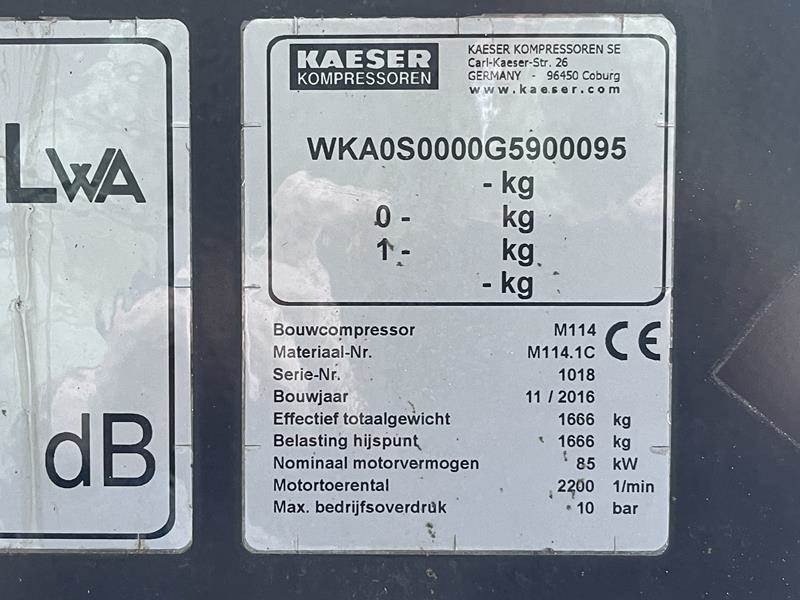 LWA
dB
KAESER
KOMPRESSOREN
KAESER KOMPRESSOREN SE
Carl-Kaeser-Str. 26
GERMANY - 96450 Coburg
www.kaeser.com
WKA0S0000G5900095
- kg
0 - kg
1 - kg
- kg
Bouwcompressor M114
Materiaal-Nr. M114.1C
CE
Serie-Nr. 1018
Bouwjaar 11 / 2016
Effectief totaalgewicht 1666 kg
Belasting hijspunt 1666 kg
Nominaal motorvermogen 85 kW
Motortoerental 2200 1/min
Max. bedrijfsoverdruk 10 bar